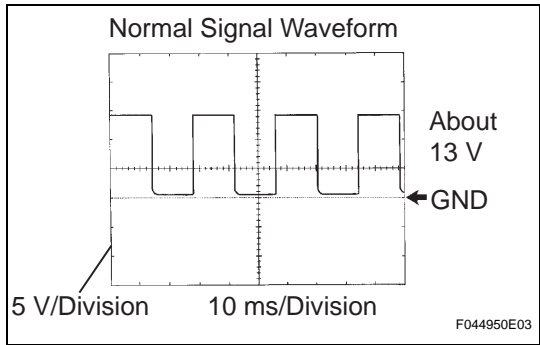 Normal Signal Waveform
About
13 V
GND
5 V/Division
10 ms/Division
F044950E03